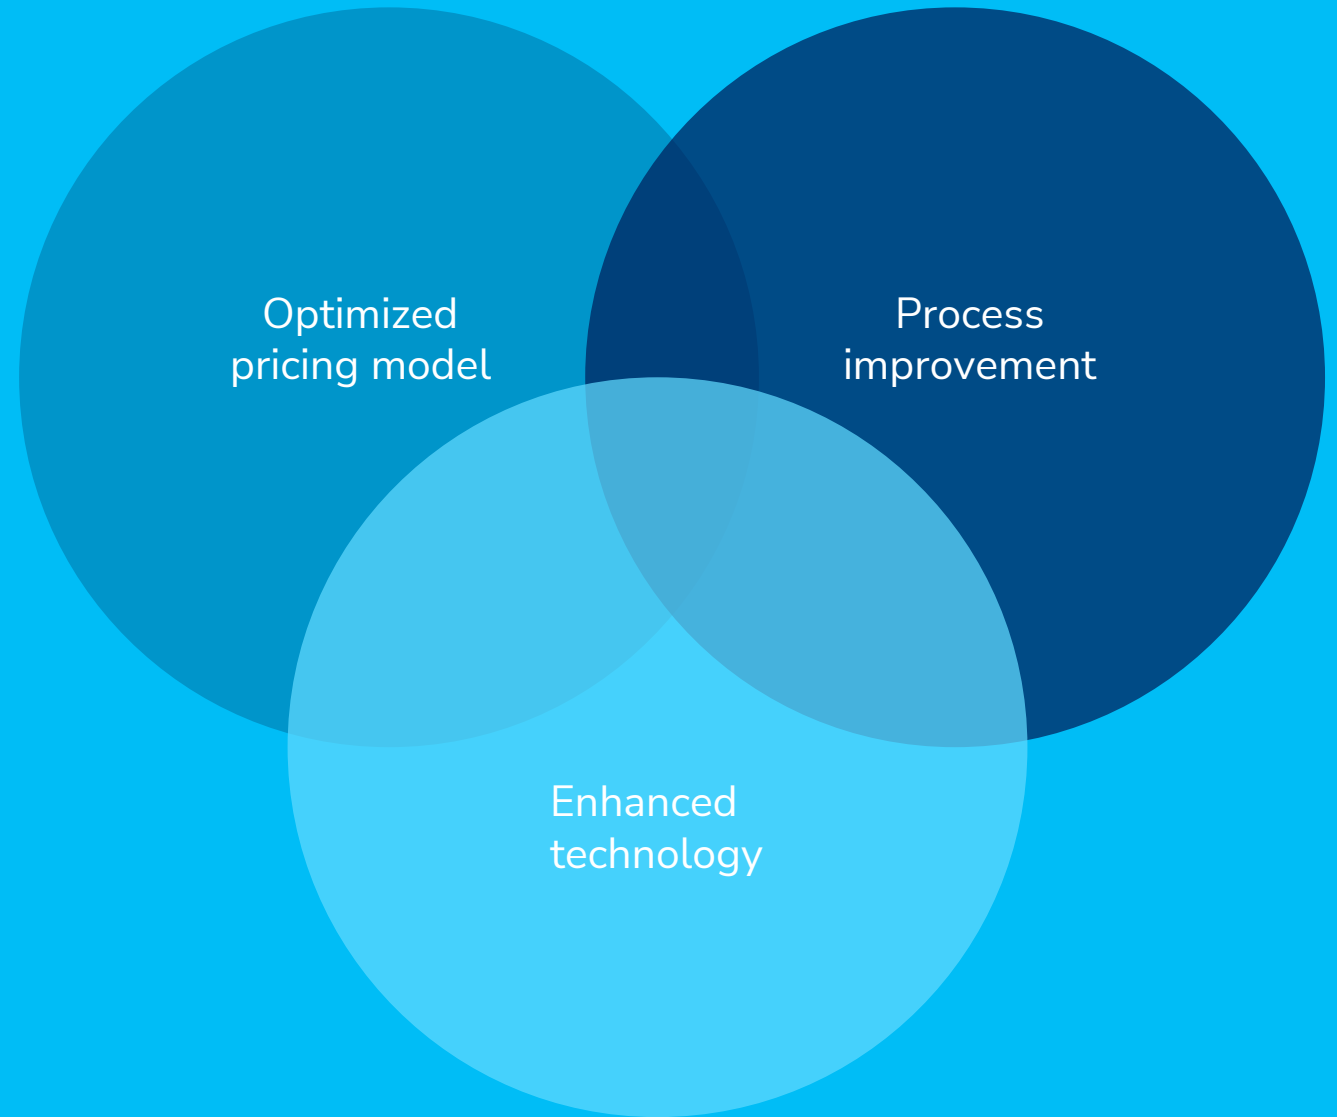 Optimized
pricing model
Process
improvement
Enhanced
technology